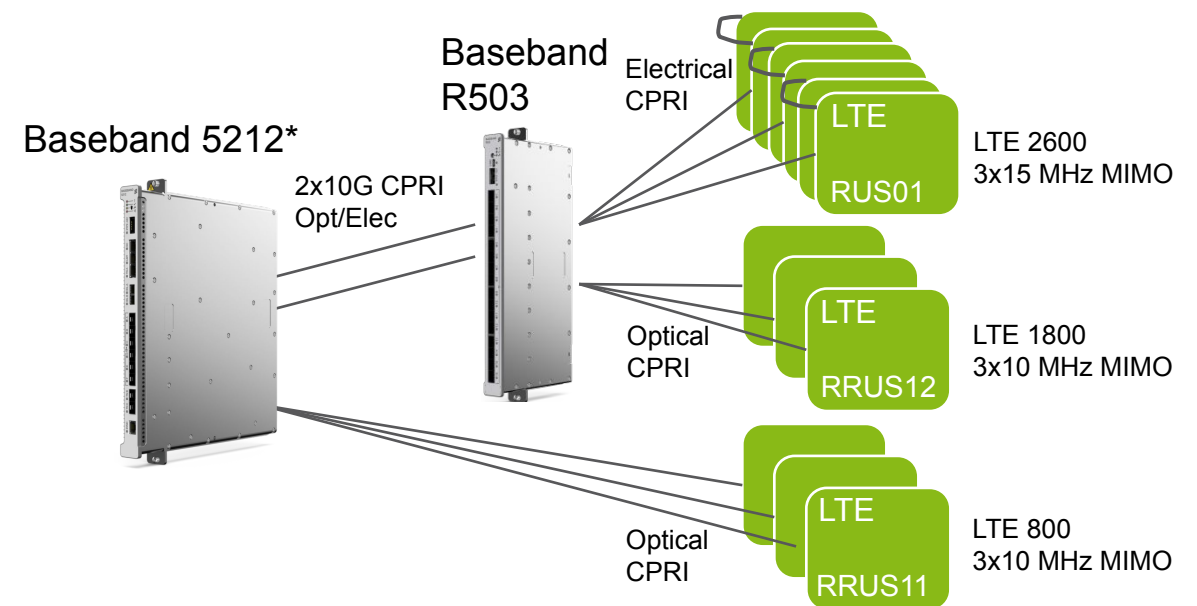 Baseband
R503
Electrical
CPRI
LTE
RUS01
LTE 2600
3x15 MHz MIMO
Baseband 5212*
2x10G CPRI
Opt/Elec
Optical
CPRI
LTE
RRUS12
LTE 1800
3x10 MHz MIMO
Optical
CPRI
LTE
RRUS11
LTE 800
3x10 MHz MIMO